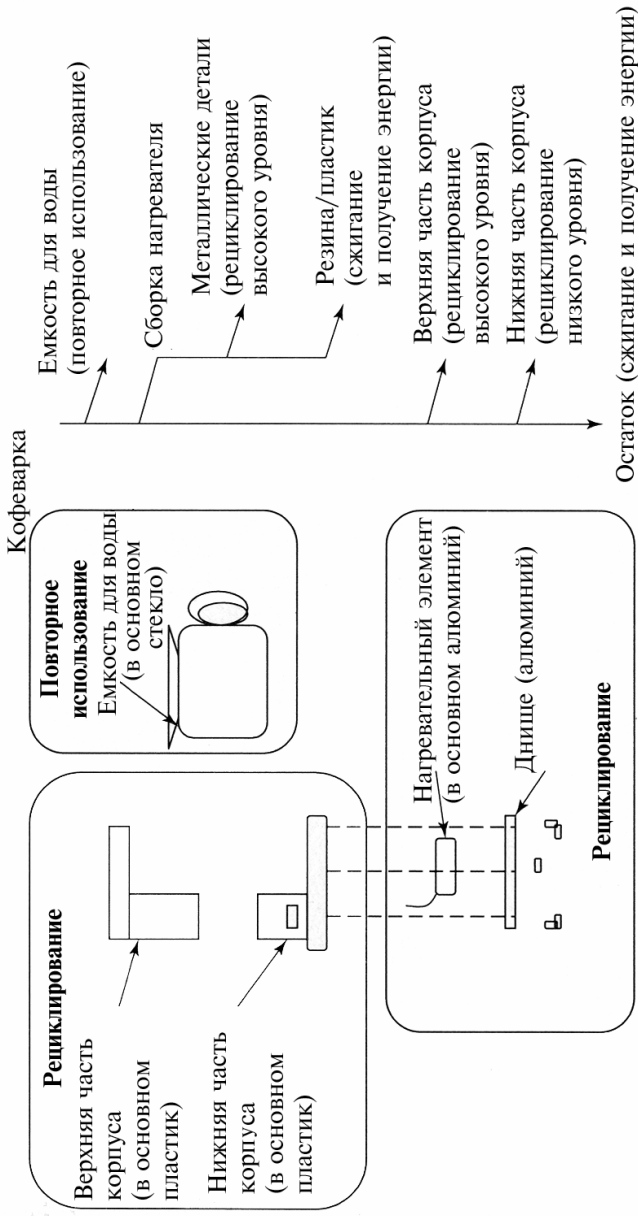 Рециклирование
Верхняя часть
корпуса
(в основном
пластик)
Нижняя часть
корпуса
(в основном
пластик)
Повторное
использование
Емкость для воды
(в основном
стекло)
Нагревательный элемент
(в основном алюминий)
Днище (алюминий)
Рециклирование
Кофеварка
Емкость для воды
(повторное использование)
Сборка нагревателя
Металлические детали
(рециклирование
высокого уровня)
Резина/пластик
(сжигание
и получение энергии)
Верхняя часть корпуса
(рециклирование
высокого уровня)
Нижняя часть корпуса
(рециклирование
низкого уровня)
Остаток (сжигание и получение энергии)